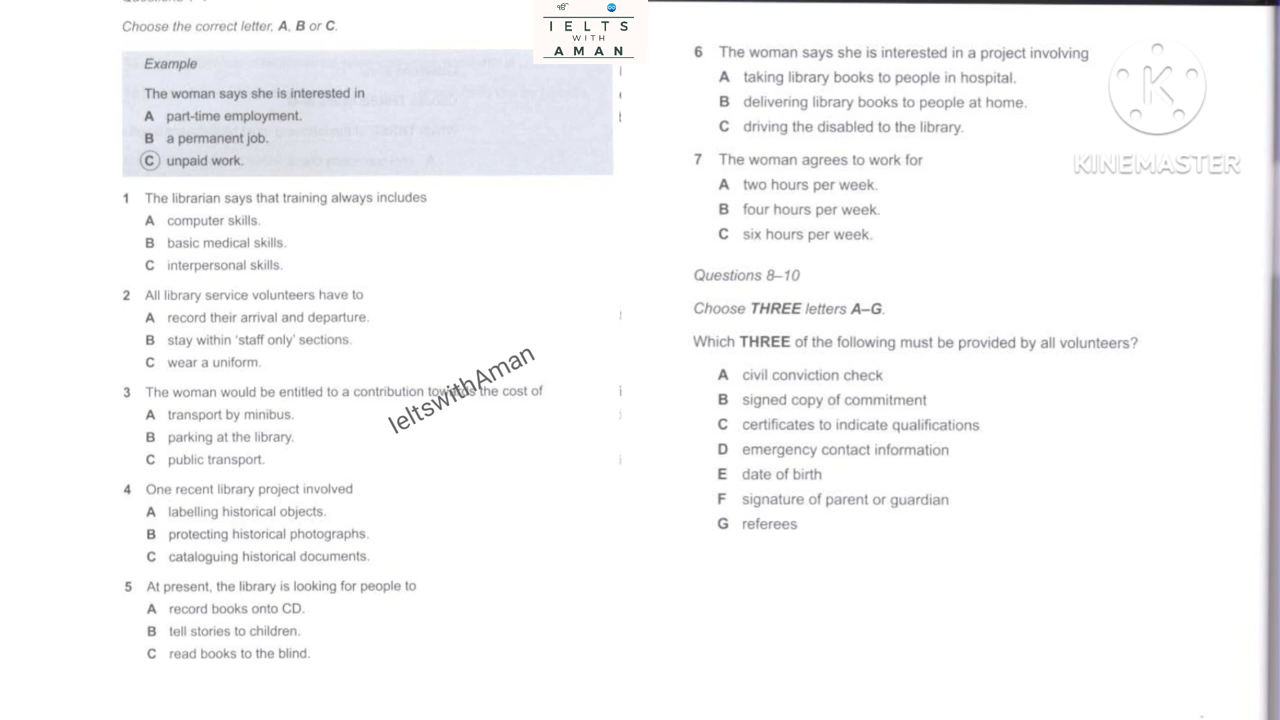 Choose the correct letter, A, B or C.
Example
The woman says she is interested in
A part-time employment.
B a permanent job.
C unpaid work.
1 The librarian says that training always includes
A computer skills.
B basic medical skills.
C interpersonal skills.
2 All library service volunteers have to
A record their arrival and departure.
B stay within 'staff only' sections.
C wear a uniform.
3 The woman would be entitled to a contribution towards the cost of
A transport by minibus.
B parking at the library.
C public transport.
4 One recent library project involved
A labelling historical objects.
B protecting historical photographs.
C cataloguing historical documents.
5 At present, the library is looking for people to
A record books onto CD.
B tell stories to children.
C read books to the blind.
IeltswithAman
IELTS
WITH
AMAN
6 The woman says she is interested in a project involving
A taking library books to people in hospital.
B delivering library books to people at home.
C driving the disabled to the library.
7 The woman agrees to work for
A two hours per week.
B four hours per week.
C six hours per week.
Questions 8–10
Choose THREE letters A–G.
Which THREE of the following must be provided by all volunteers?
A civil conviction check
B signed copy of commitment
C certificates to indicate qualifications
D emergency contact information
E date of birth
F signature of parent or guardian
G referees
K
KINEMASTER